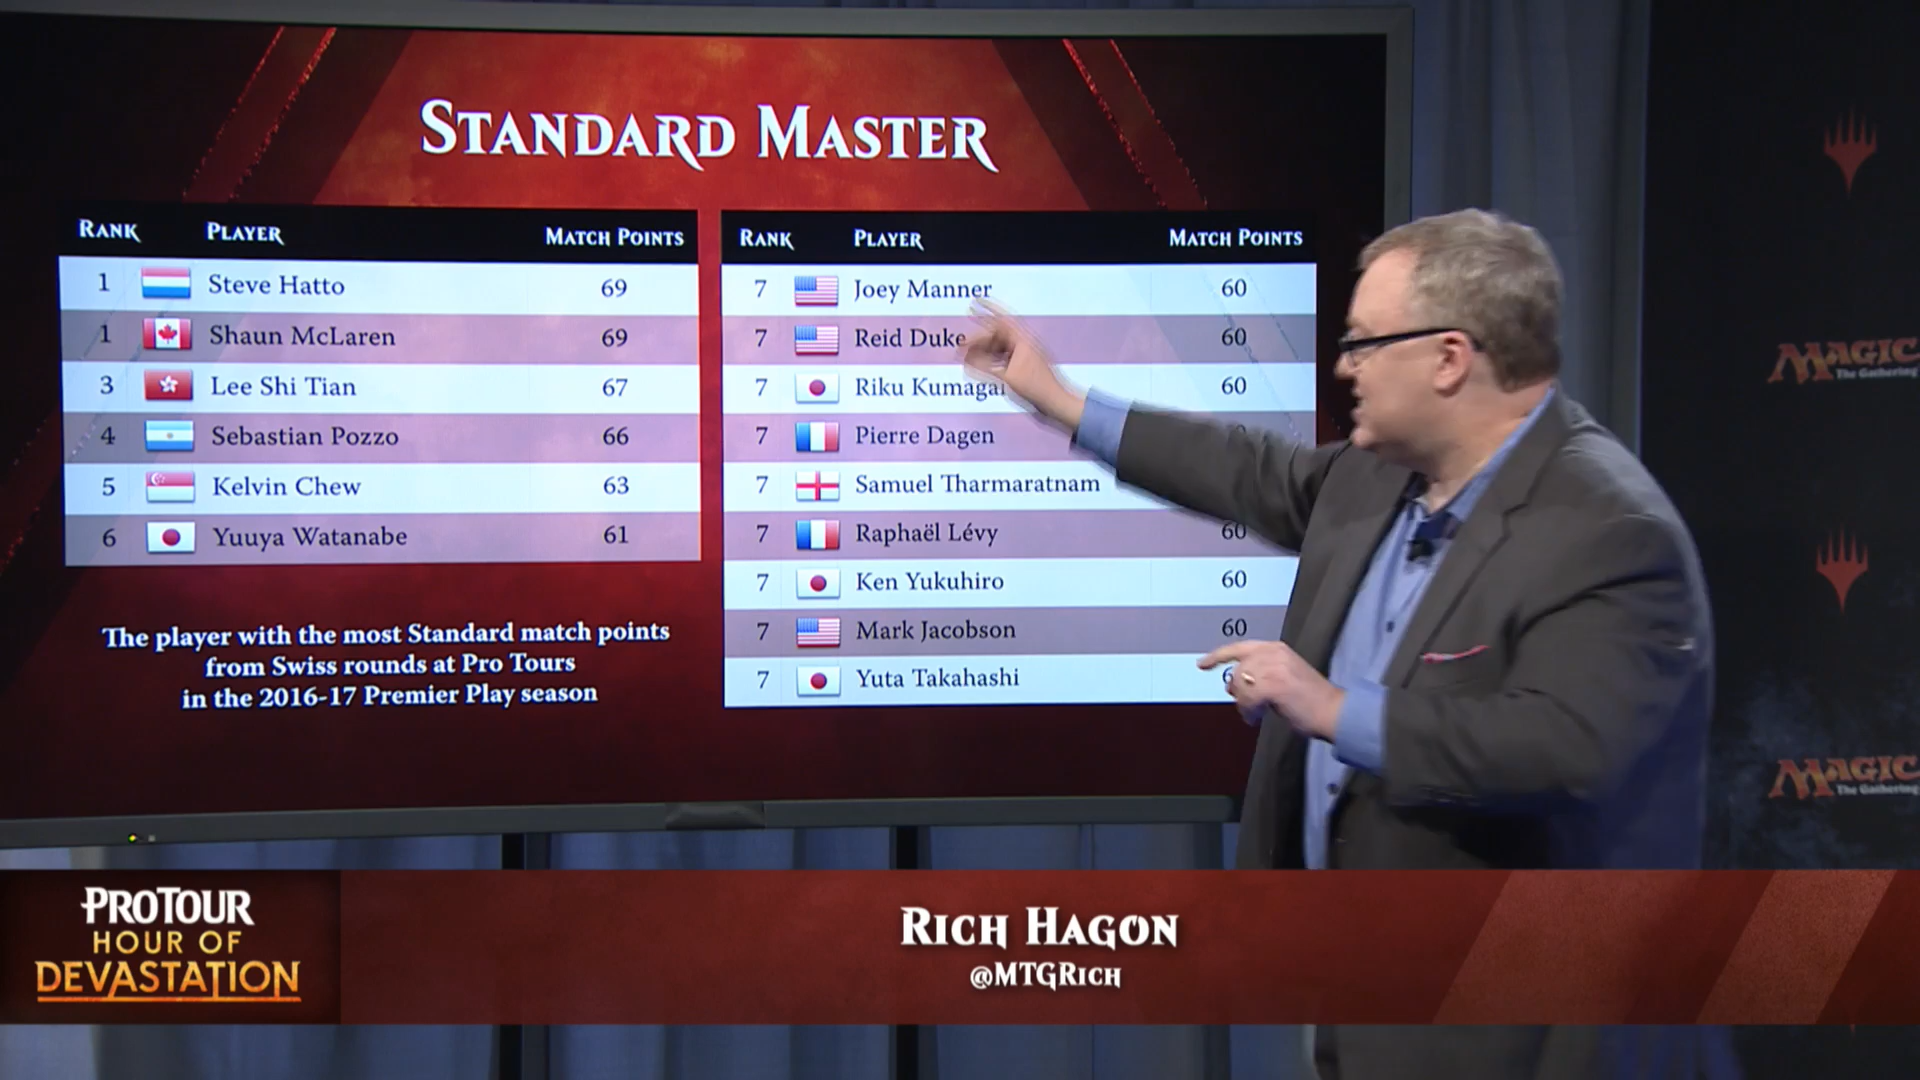 Standard Master
Rank Player Match Points
1 Steve Hatto 69
1 Shaun McLaren 69
3 Lee Shi Tian 67
4 Sebastian Pozzo 66
5 Kelvin Chew 63
6 Yuuya Watanabe 61
The player with the most Standard match points
from Swiss rounds at Pro Tours
in the 2016-17 Premier Play season
Rank Player Match Points
7 Joey Manner 60
7 Reid Duke 60
7 Riku 60
7 Pierre Dagen
7 Samuel Tharmaratnam
7 Raphaël Lévy 60
7 Ken Yukuhiro 60
7 Mark Jacobson 60
7 Yuta Takahashi
Magic
The Gathering
Magic
The Gathering
Pro Tour
Hour of
Devastation
Rich Hagon
@MTGRich